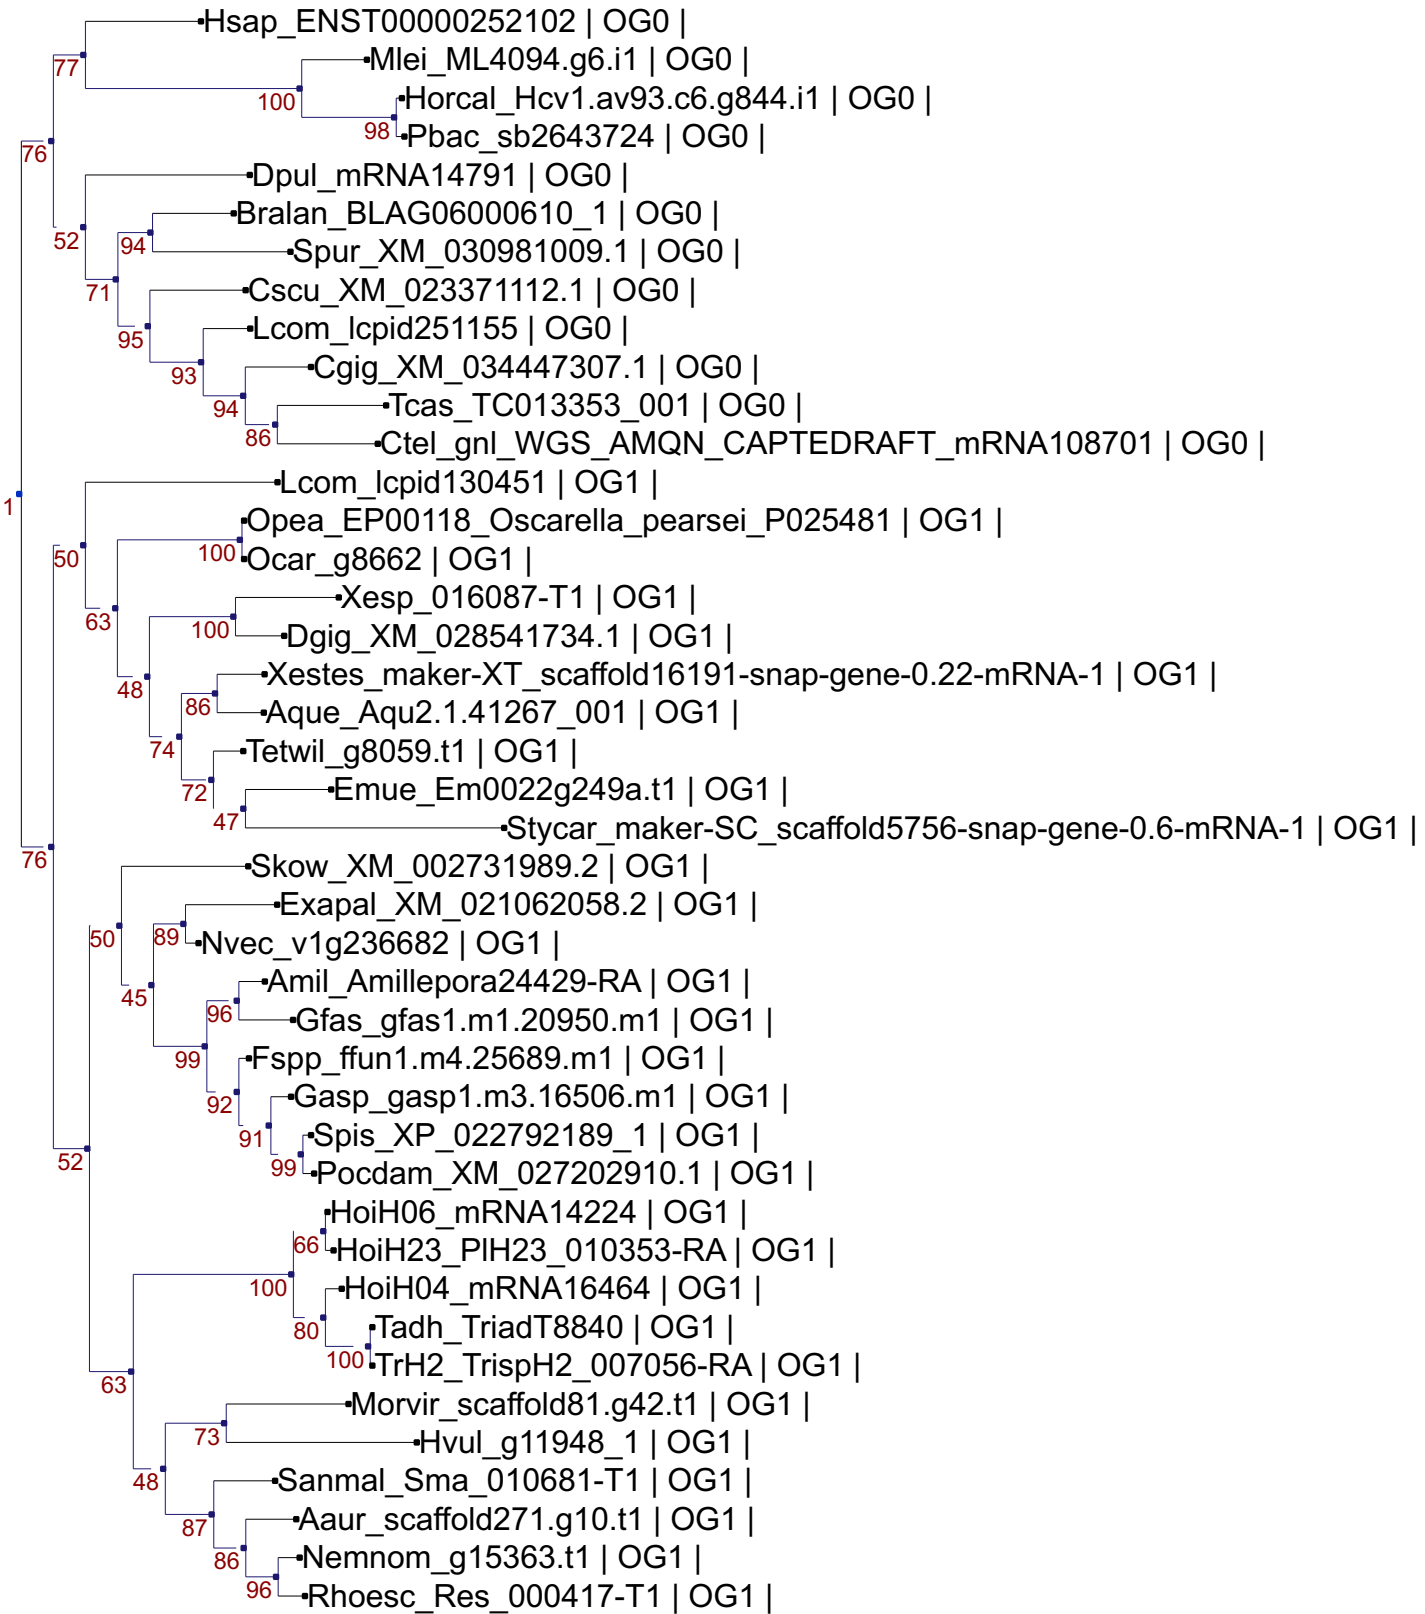 Hsap_ENST00000252102 | OG0 |
77
Mlei_ML4094.g6.i1 | OG0 |
100
Horcal_Hcv1.av93.c6.g844.i1 | OG0 |
98
Pbac_sb2643724 | OG0 |
76
Dpul_mRNA14791 | OG0 |
Bralan_BLAG06000610_1 | OG0 |
52
94
Spur_XM_030981009.1 | OG0 |
71
Cscu_XM_023371112.1 | OG0 |
Lcom_lcpid251155 | OG0 |
95
Cgig_XM_034447307.1 | OG0 |
93
Tcas_TC013353_001 | OG0 |
94
86
Ctel_gnl_WGS_AMQN_CAPTEDRAFT_mRNA108701 | OG0 |
Lcom_lcpid130451 | OG1 |
1
Opea_EP00118_Oscarella_pearsei_P025481 | OG1 |
50
100
Ocar_g8662 | OG1 |
Xesp_016087-T1 | OG1 |
63
100
Dgig_XM_028541734.1 | OG1 |
Xestes_maker-XT_scaffold16191-snap-gene-0.22-mRNA-1 | OG1 |
48
86
Aque_Aqu2.1.41267_001 | OG1 |
74
Tetwil_g8059.t1 | OG1 |
72
Emue_Em0022g249a.t1 | OG1 |
47
Stycar_maker-SC_scaffold5756-snap-gene-0.6-mRNA-1 | OG1 |
76
Skow_XM_002731989.2 | OG1 |
Exapal_XM_021062058.2 | OG1 |
50
89
Nvec_v1g236682 | OG1 |
Amil_Amillepora24429-RA | OG1 |
45
96
Gfas_gfas1.m1.20950.m1 | OG1 |
99
Fspp_ffun1.m4.25689.m1 | OG1 |
92
Gasp_gasp1.m3.16506.m1 | OG1 |
91
Spis_XP_022792189_1 | OG1 |
52
99
Pocdam_XM_027202910.1 | OG1 |
HoiH06_mRNA14224 | OG1 |
66
HoiH23_PlH23_010353-RA | OG1 |
100
HoiH04_mRNA16464 | OG1 |
80
Tadh_TriadT8840 | OG1 |
100
TrH2_TrispH2_007056-RA | OG1 |
63
Morvir_scaffold81.g42.t1 | OG1 |
73
Hvul_g11948_1 | OG1 |
48
Sanmal_Sma_010681-T1 | OG1 |
87
Aaur_scaffold271.g10.t1 | OG1 |
86
Nemnom_g15363.t1 | OG1 |
96
Rhoesc_Res_000417-T1 | OG1 |